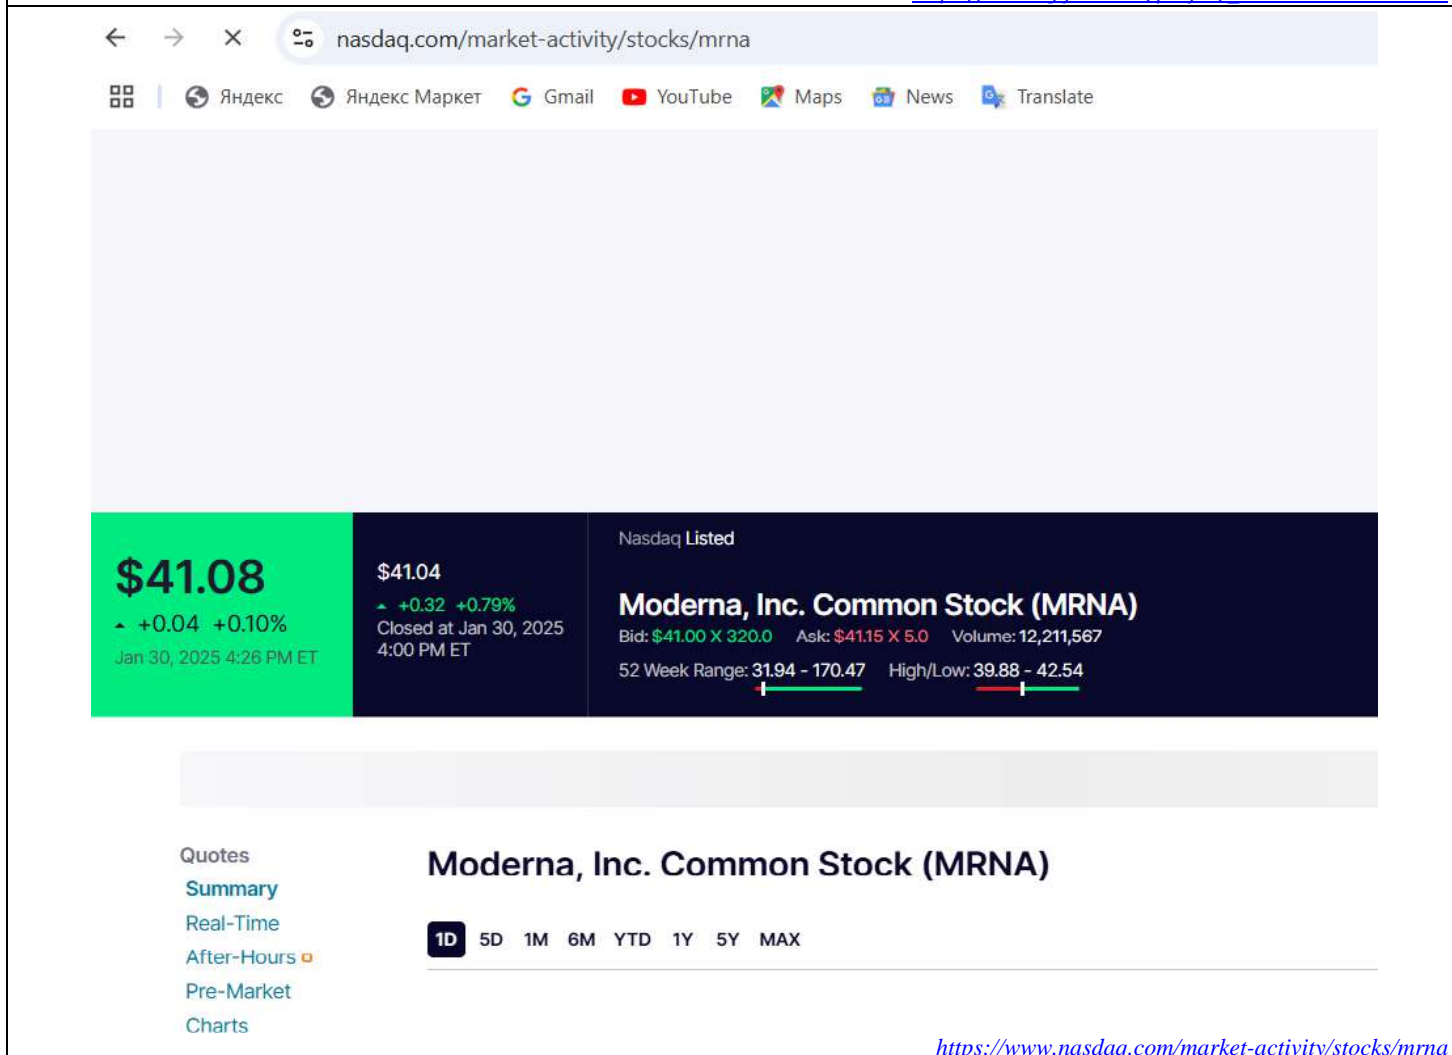 nasdaq.com/market-activity/stocks/mrna
Яндекс Яндекс Маркет Gmail YouTube Maps News Translate
$41.08
+0.04 +0.10%
Jan 30, 2025 4:26 PM ET
$41.04
+0.32 +0.79%
Closed at Jan 30, 2025
4:00 PM ET
Nasdaq Listed
Moderna, Inc. Common Stock (MRNA)
Bid: $41.00 X 320.0 Ask: $41.15 X 5.0 Volume: 12,211,567
52 Week Range: 31.94 - 170.47 High/Low: 39.88 - 42.54
Quotes
Summary
Real-Time
After-Hours
Pre-Market
Charts
Moderna, Inc. Common Stock (MRNA)
1D 5D 1M 6M YTD 1Y 5Y MAX
https://www.nasdaq.com/market-activity/stocks/mrna